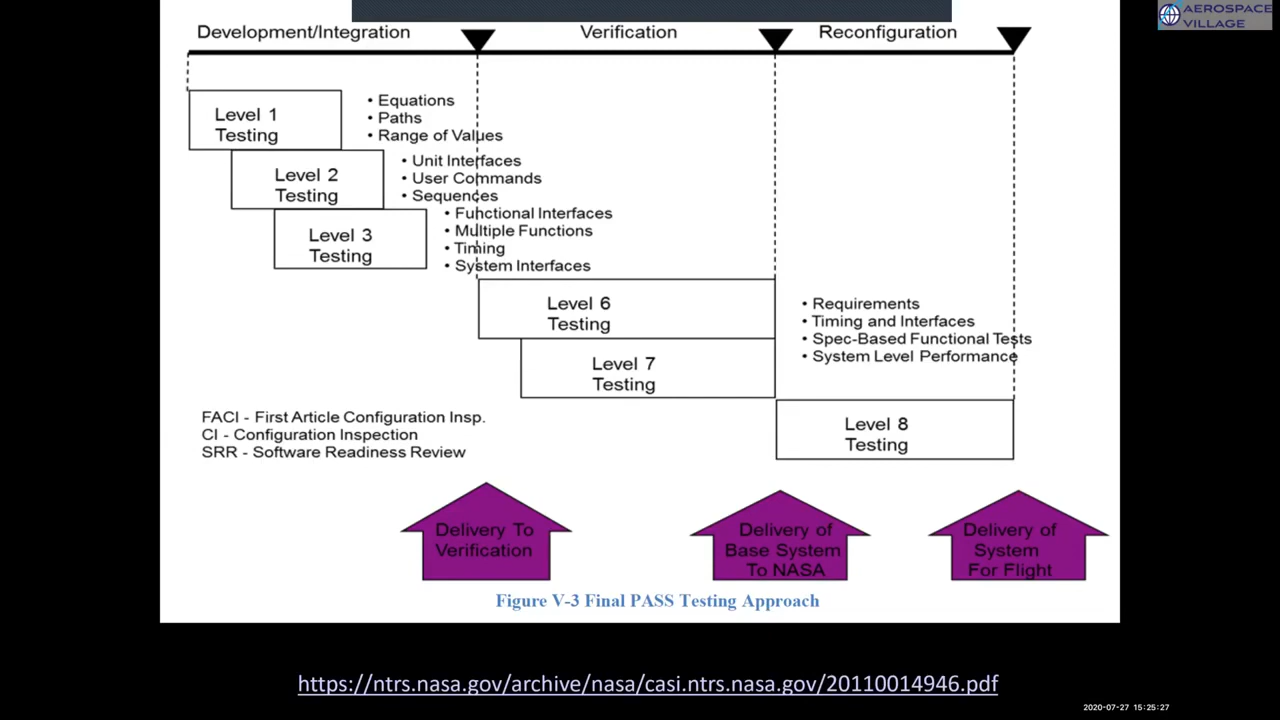 AEROSPACE
VILLAGE
Development/Integration
Verification
Reconfiguration
Level 1
Testing
• Equations
• Paths
• Range of Values
Level 2
Testing
• Unit Interfaces
• User Commands
• Sequences
Level 3
Testing
• Functional Interfaces
• Multiple Functions
• Timing
• System Interfaces
Level 6
Testing
• Requirements
• Timing and Interfaces
• Spec-Based Functional Tests
• System Level Performance
Level 7
Testing
Level 8
Testing
FACI - First Article Configuration Insp.
CI - Configuration Inspection
SRR - Software Readiness Review
Delivery To
Verification
Delivery of
Base System
To NASA
Delivery of
System
For Flight
Figure V-3 Final PASS Testing Approach
https://ntrs.nasa.gov/archive/nasa/casi.ntrs.nasa.gov/20110014946.pdf
2020-07-27 15:25:27